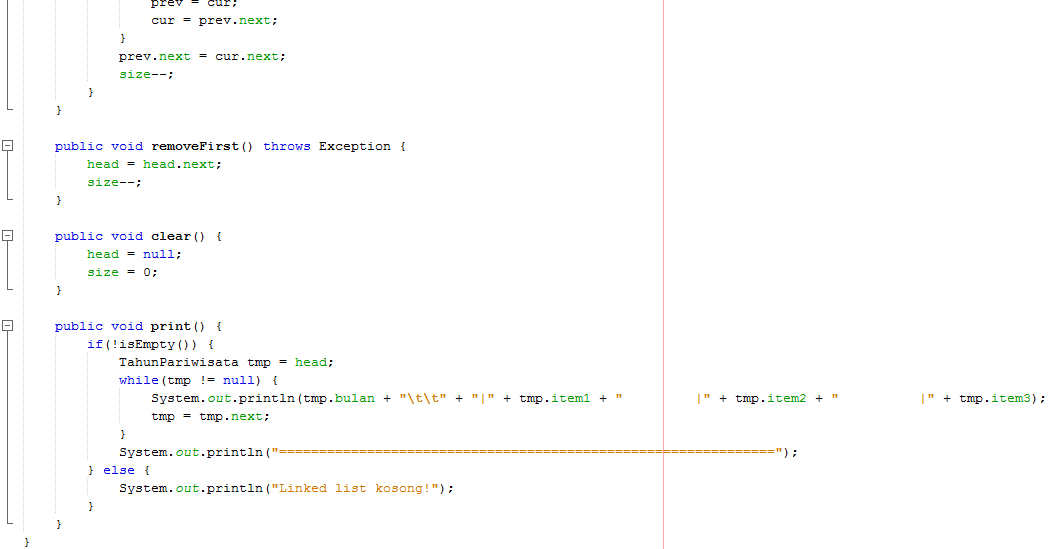 prev = cur;
cur = prev.next;
}
prev.next = cur.next;
size--;
}
}
public void removeFirst() throws Exception {
head = head.next;
size--;
}
public void clear() {
head = null;
size = 0;
}
public void print() {
if(!isEmpty()) {
TahunPariwisata tmp = head;
while(tmp != null) {
System.out.println(tmp.bulan + "\t\t" + "|" + tmp.item1 + "         |" + tmp.item2 + "          |" + tmp.item3);
tmp = tmp.next;
}
System.out.println("==============================================================");
} else {
System.out.println("Linked list kosong!");
}
}
}